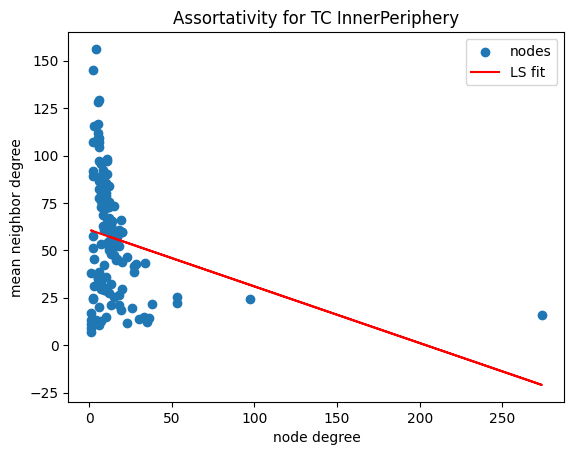 Assortativity for TC InnerPeriphery
nodes
LS fit
150
125
100
75
50
25
0
−25
mean neighbor degree
0
50
100
150
200
250
node degree